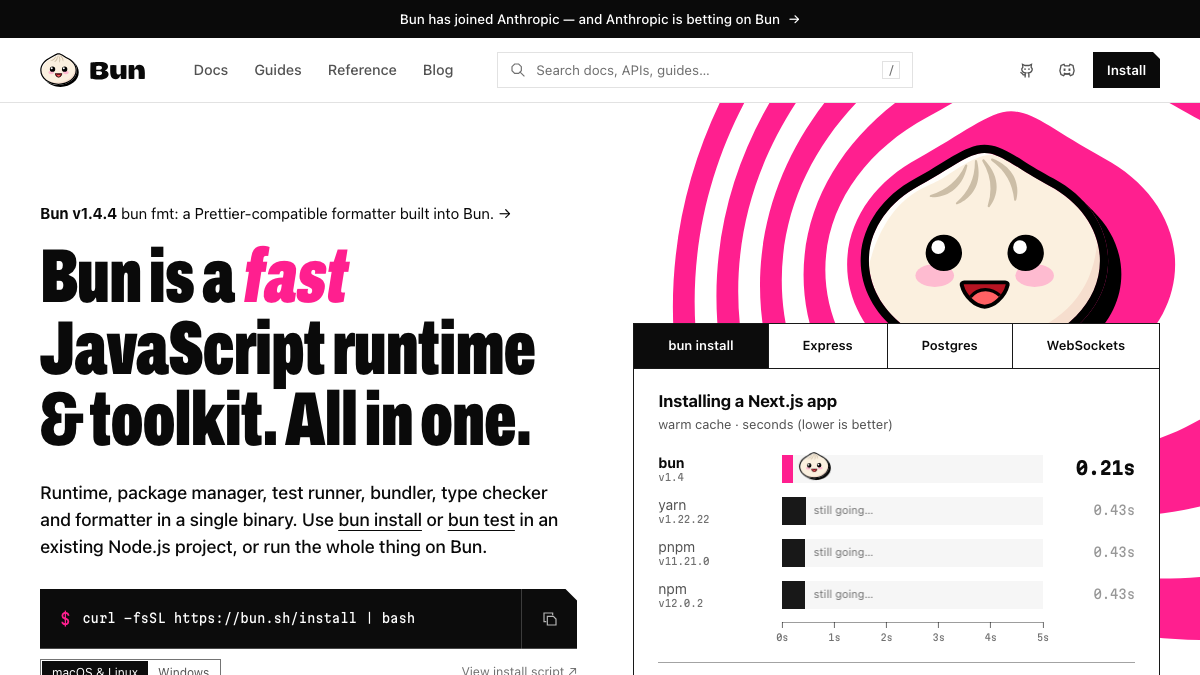 Bun has joined Anthropic — and Anthropic is betting on Bun →
Bun
Docs
Guides
Reference
Blog
Search docs, APIs, guides...
/
Install
Bun v1.4.4 bun fmt: a Prettier-compatible formatter built into Bun. →
Bun is a fast
JavaScript runtime
& toolkit. All in one.
Runtime, package manager, test runner, bundler, type checker
and formatter in a single binary. Use bun install or bun test in an
existing Node.js project, or run the whole thing on Bun.
$ curl -fsSL https://bun.sh/install | bash
macOS & Linux
Windows
View install script ↗
bun install
Express
Postgres
WebSockets
Installing a Next.js app
warm cache · seconds (lower is better)
bun
v1.4
0.21s
yarn
v1.22.22
still going...
0.43s
pnpm
v11.21.0
still going...
0.43s
npm
v12.0.2
still going...
0.43s
0s 1s 2s 3s 4s 5s